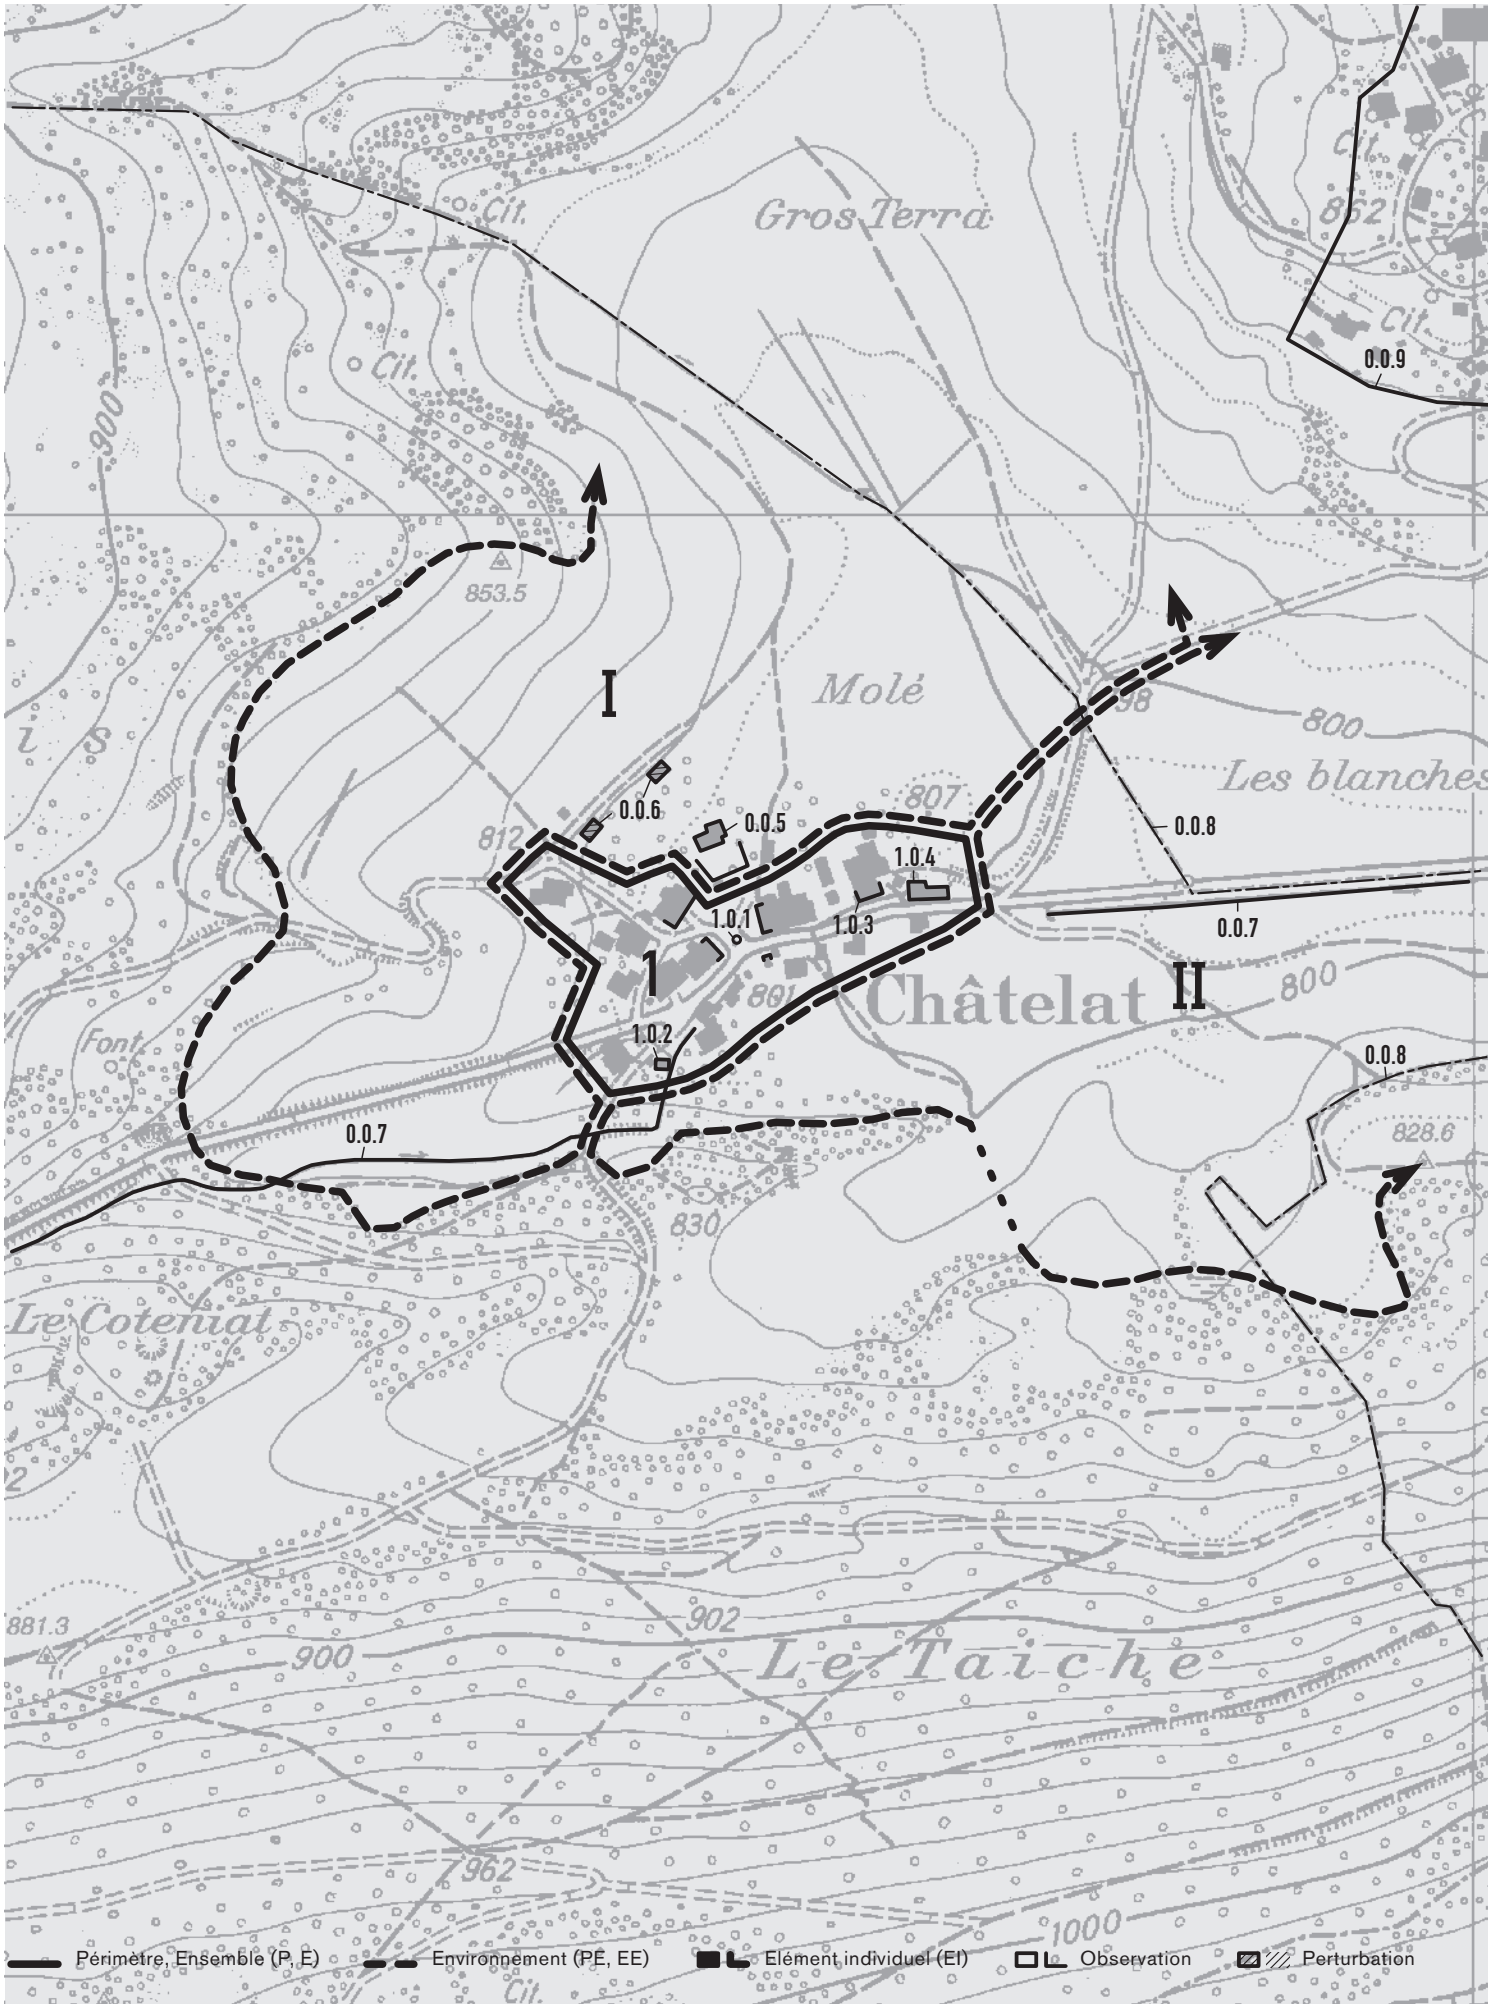 Cit.
Gros Terra
Cit.
862
Cit.
0.0.9
Cit.
900
853.5
I
Molé
98
800
l s
Les blanches
0.0.6
807
0.0.5
0.0.8
812
1.0.4
1.0.1
1.0.3
0.0.7
1
801
Châtelat
II
800
Font.
1.0.2
0.0.8
0.0.7
828.6
830
Le Coteniat
2
881.3
902
900
Le Taiche
962
1000
Périmètre, Ensemble (P, E) Environnement (PE, EE) Elément individuel (EI) Observation Perturbation
Cit.